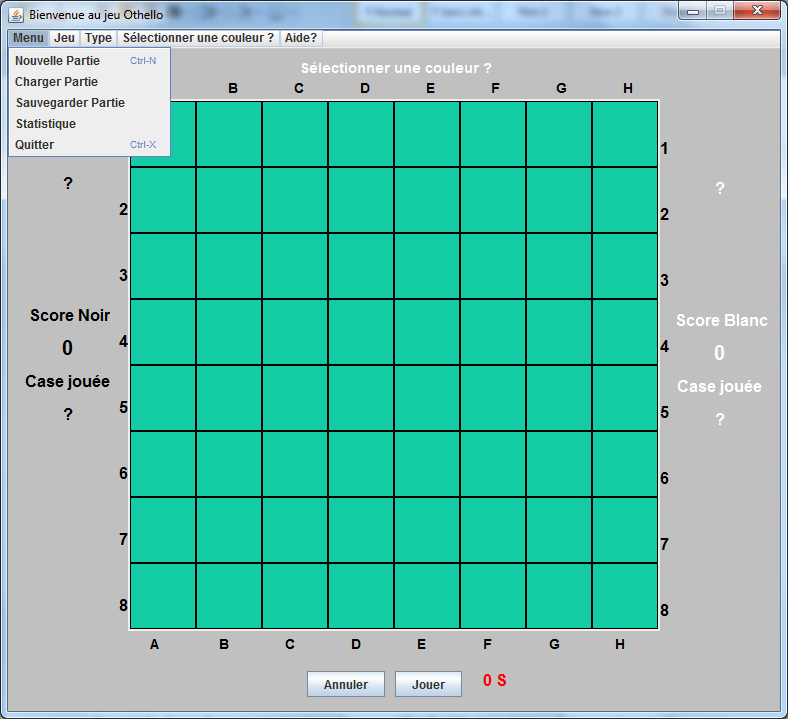 Bienvenue au jeu Othello
Menu Jeu Type Sélectionner une couleur ? Aide?
Nouvelle Partie Ctrl-N
Charger Partie
Sauvegarder Partie
Statistique
Quitter Ctrl-X
Sélectionner une couleur ?
B C D E F G H
1
? ?
2 2
3 3
Score Noir Score Blanc
0 4 4 0
Case jouée Case jouée
? 5 5 ?
6 6
7 7
8 8
A B C D E F G H
Annuler Jouer 0 S